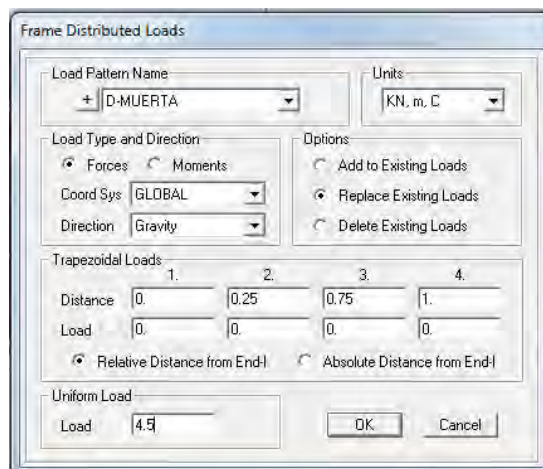 Frame Distributed Loads
Load Pattern Name
+ D-MUERTA
Units
KN, m, C
Load Type and Direction
Forces Moments
Coord Sys GLOBAL
Direction Gravity
Options
Add to Existing Loads
Replace Existing Loads
Delete Existing Loads
Trapezoidal Loads
1. 2. 3. 4.
Distance 0. 0.25 0.75 1.
Load 0. 0. 0. 0.
Relative Distance from End-I Absolute Distance from End-I
Uniform Load
Load 4.5
OK Cancel